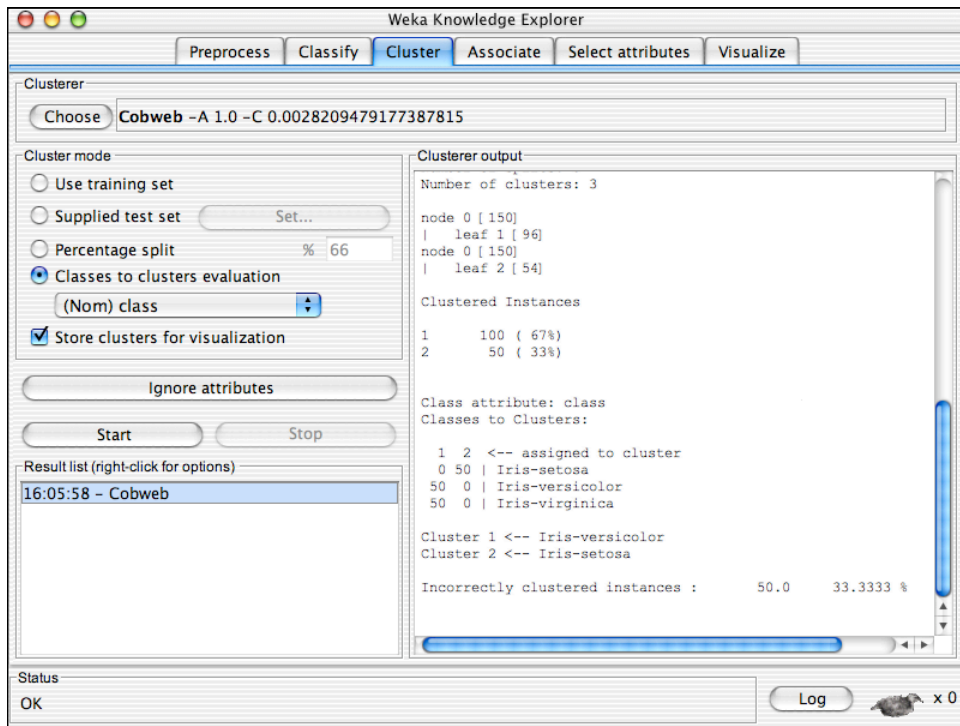 Weka Knowledge Explorer
Preprocess Classify Cluster Associate Select attributes Visualize
Clusterer
Choose Cobweb -A 1.0 -C 0.0028209479177387815
Cluster mode
Use training set
Supplied test set Set...
Percentage split % 66
Classes to clusters evaluation
(Nom) class
Store clusters for visualization
Ignore attributes
Start Stop
Result list (right-click for options)
16:05:58 - Cobweb
Clusterer output
Number of clusters: 3
node 0 [150]
| leaf 1 [96]
node 0 [150]
| leaf 2 [54]
Clustered Instances
1 100 ( 67%)
2 50 ( 33%)
Class attribute: class
Classes to Clusters:
1 2 <-- assigned to cluster
0 50 | Iris-setosa
50 0 | Iris-versicolor
50 0 | Iris-virginica
Cluster 1 <-- Iris-versicolor
Cluster 2 <-- Iris-setosa
Incorrectly clustered instances : 50.0 33.3333 %
Status
OK
Log x 0